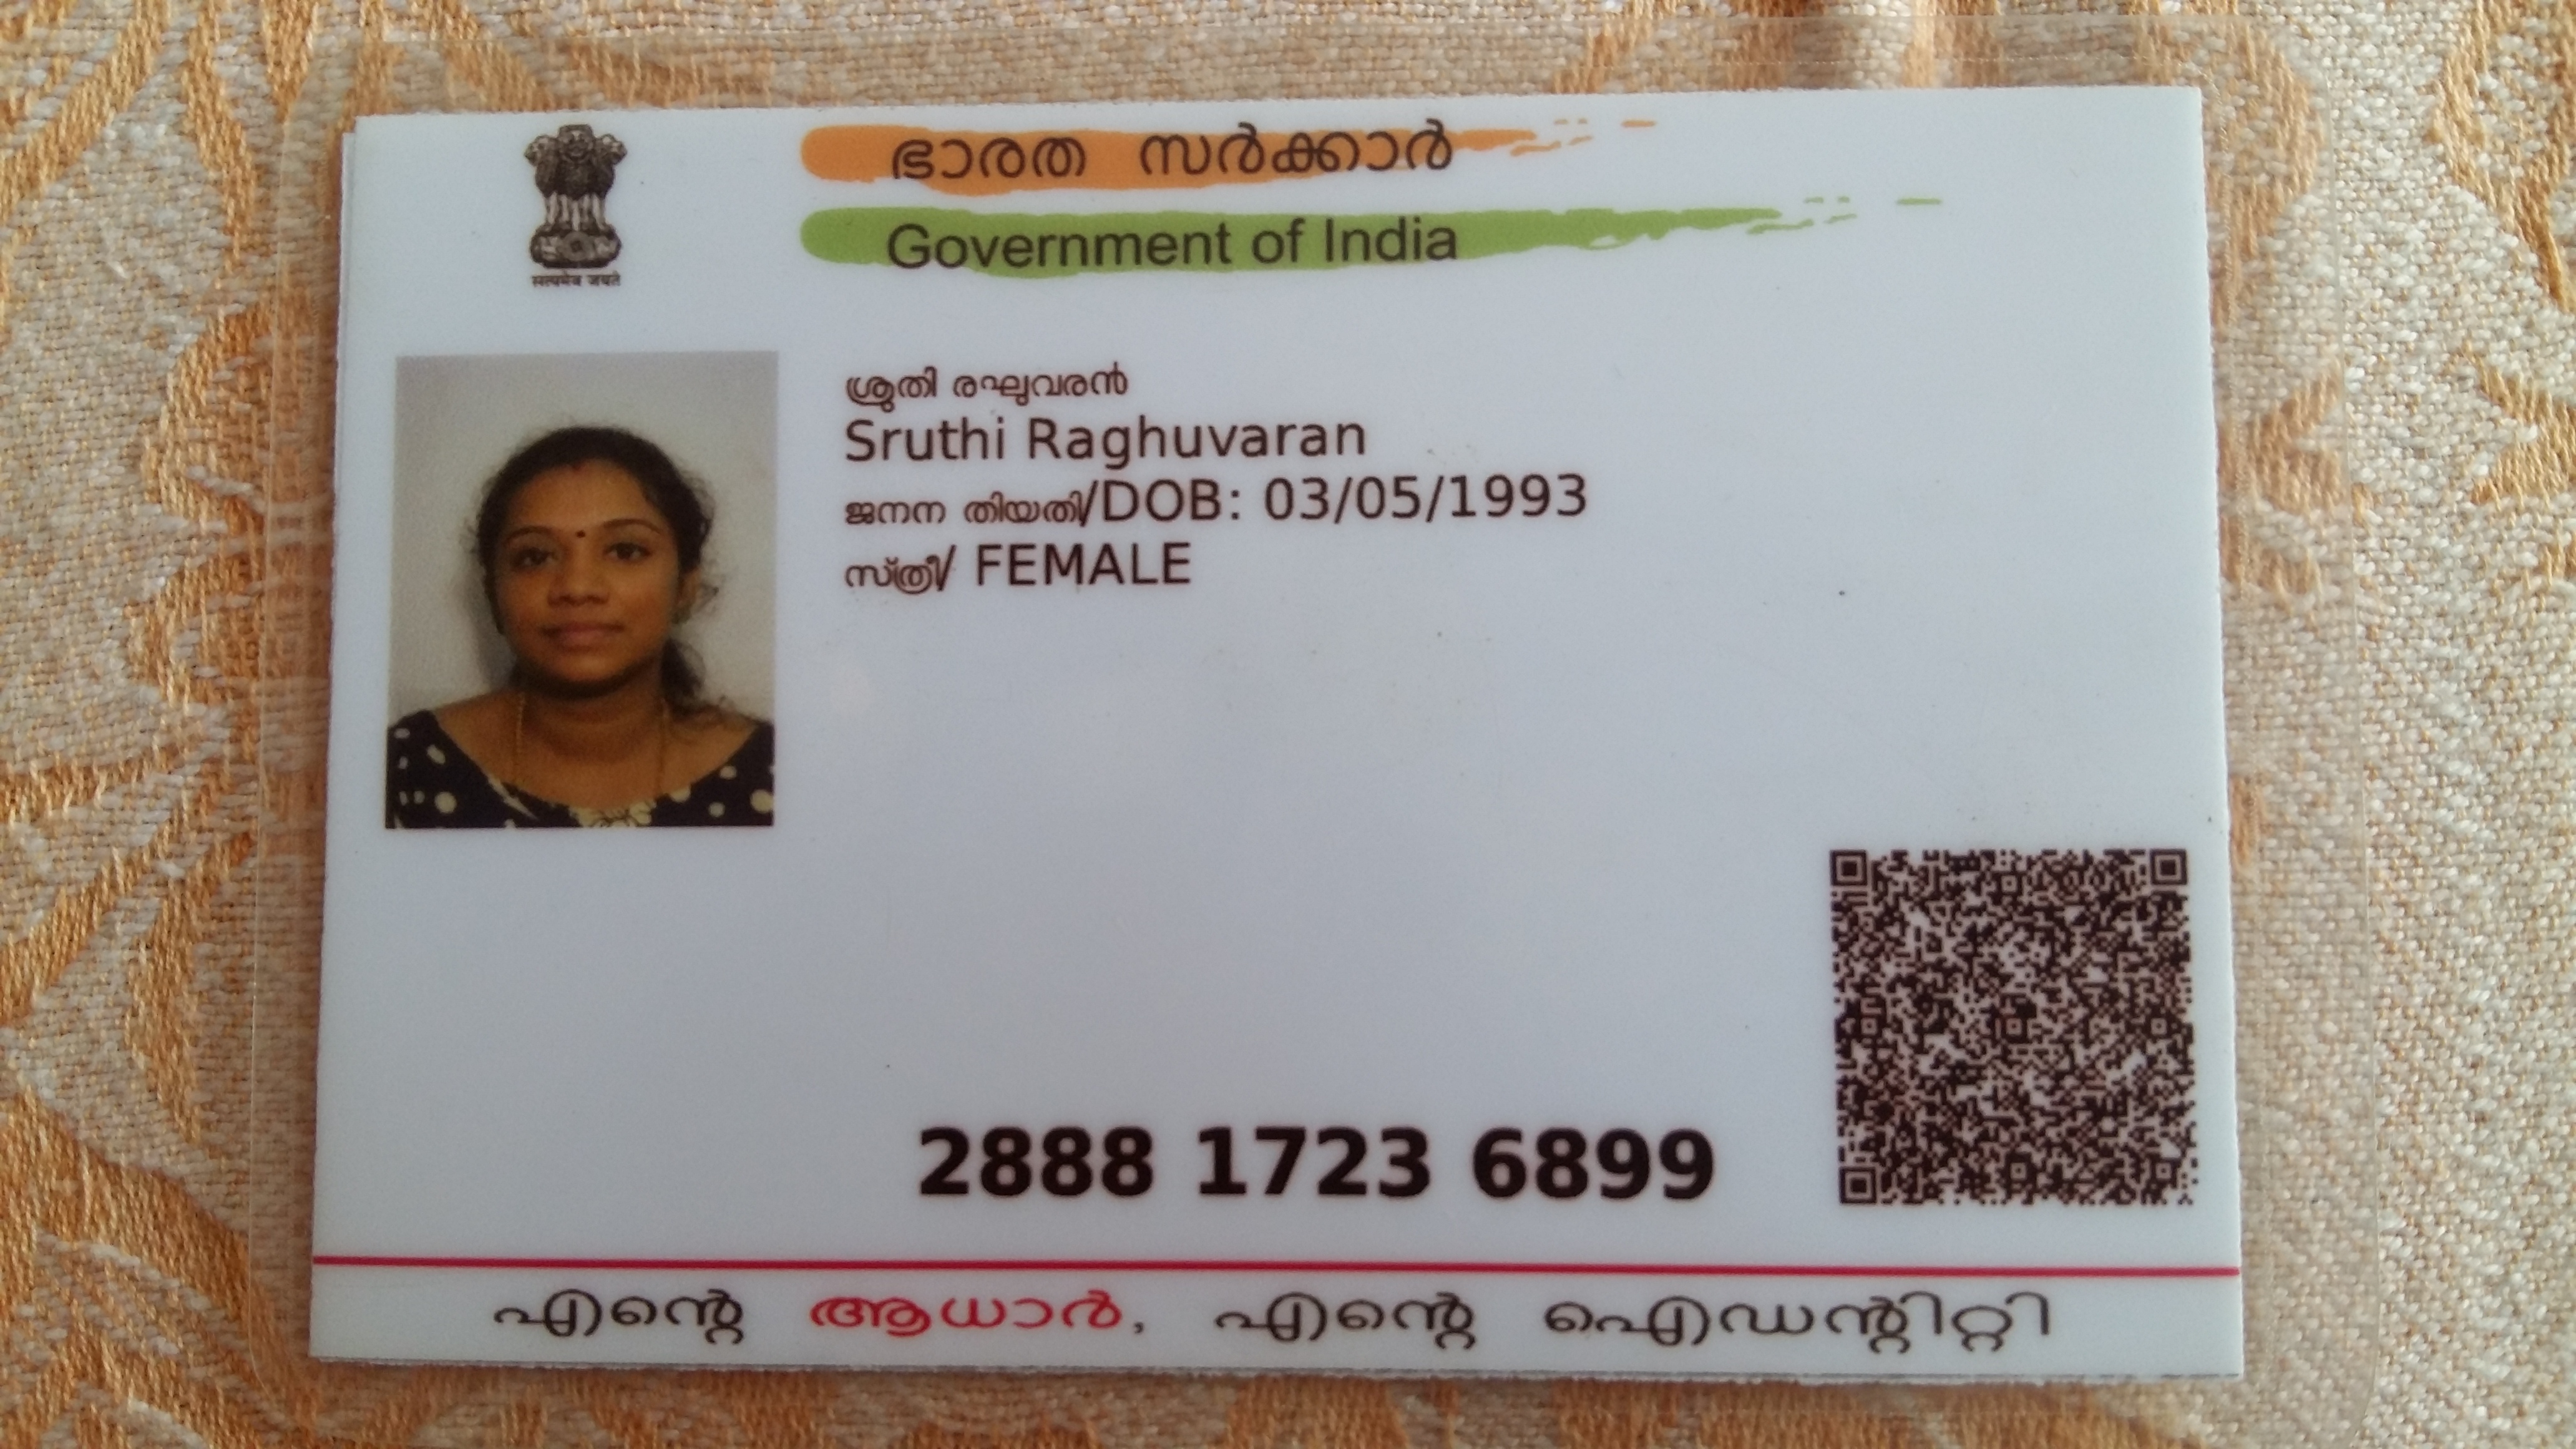 ഭാരത സർക്കാർ
Government of India
सत्यमेव जयते
ശ്രുതി രഘുവരൻ
Sruthi Raghuvaran
ജനന തിയതി/DOB: 03/05/1993
സ്ത്രീ/ FEMALE
2888 1723 6899
എന്റെ ആധാർ, എന്റെ ഐഡന്റിറ്റി